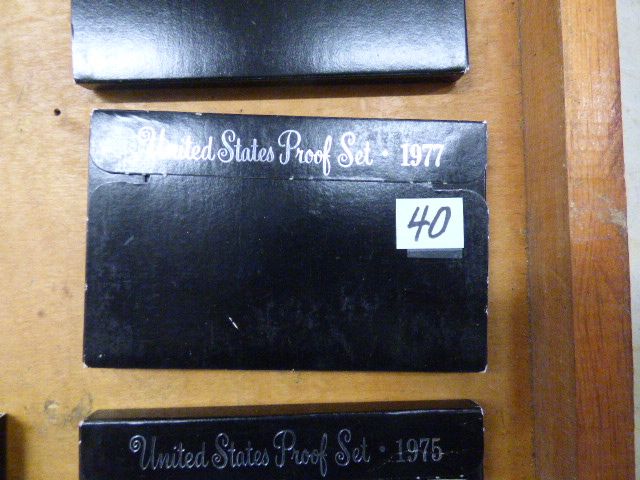 United States Proof Set · 1977
40
United States Proof Set · 1975